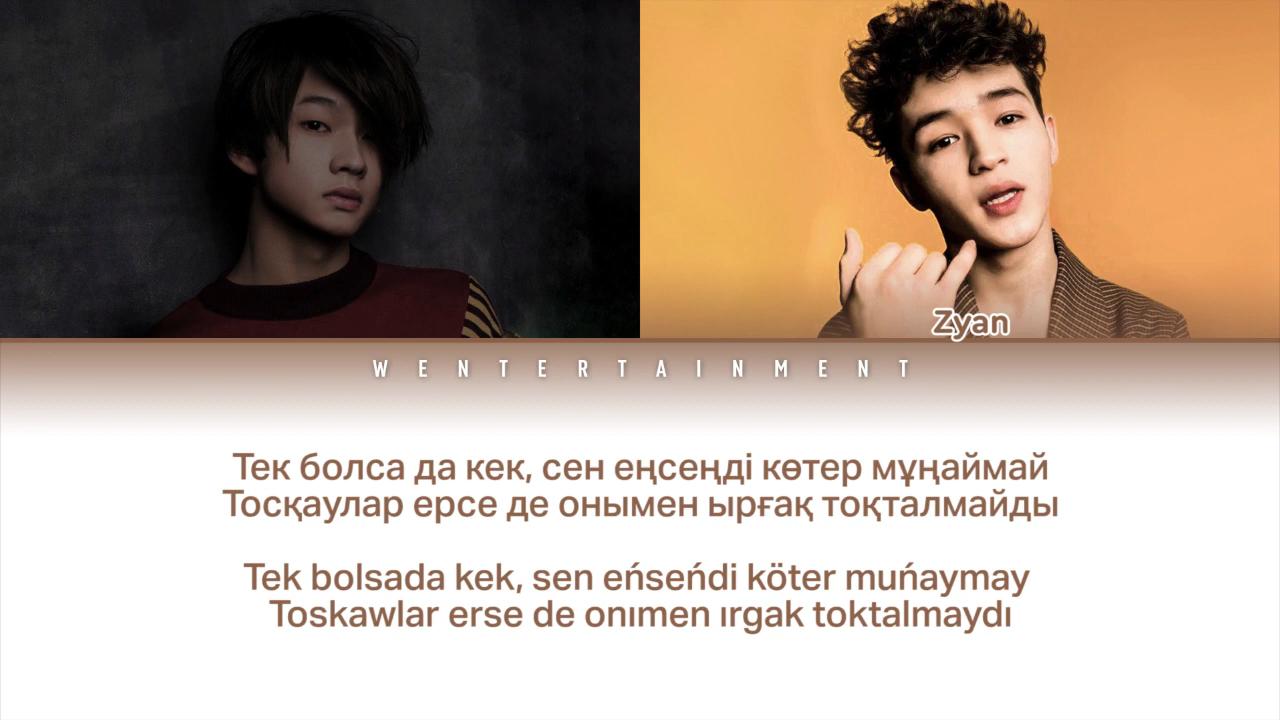 Zyan
WENTERTAINMENT
Тек болса да кек, сен еңсеңді көтер мұңаймай
Тосқаулар ерсе де онымен ырғақ тоқталмайды
Tek bolsada kek, sen eńseńdi köter muńaymay
Toskawlar erse de onımen ırgak toktalmaydı